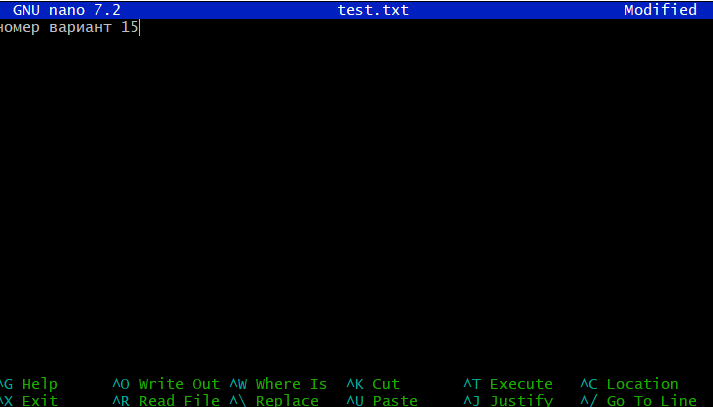 GNU nano 7.2 test.txt Modified
номер вариант 15
^G Help ^O Write Out ^W Where Is ^K Cut ^T Execute ^C Location
^X Exit ^R Read File ^\ Replace ^U Paste ^J Justify ^/ Go To Line